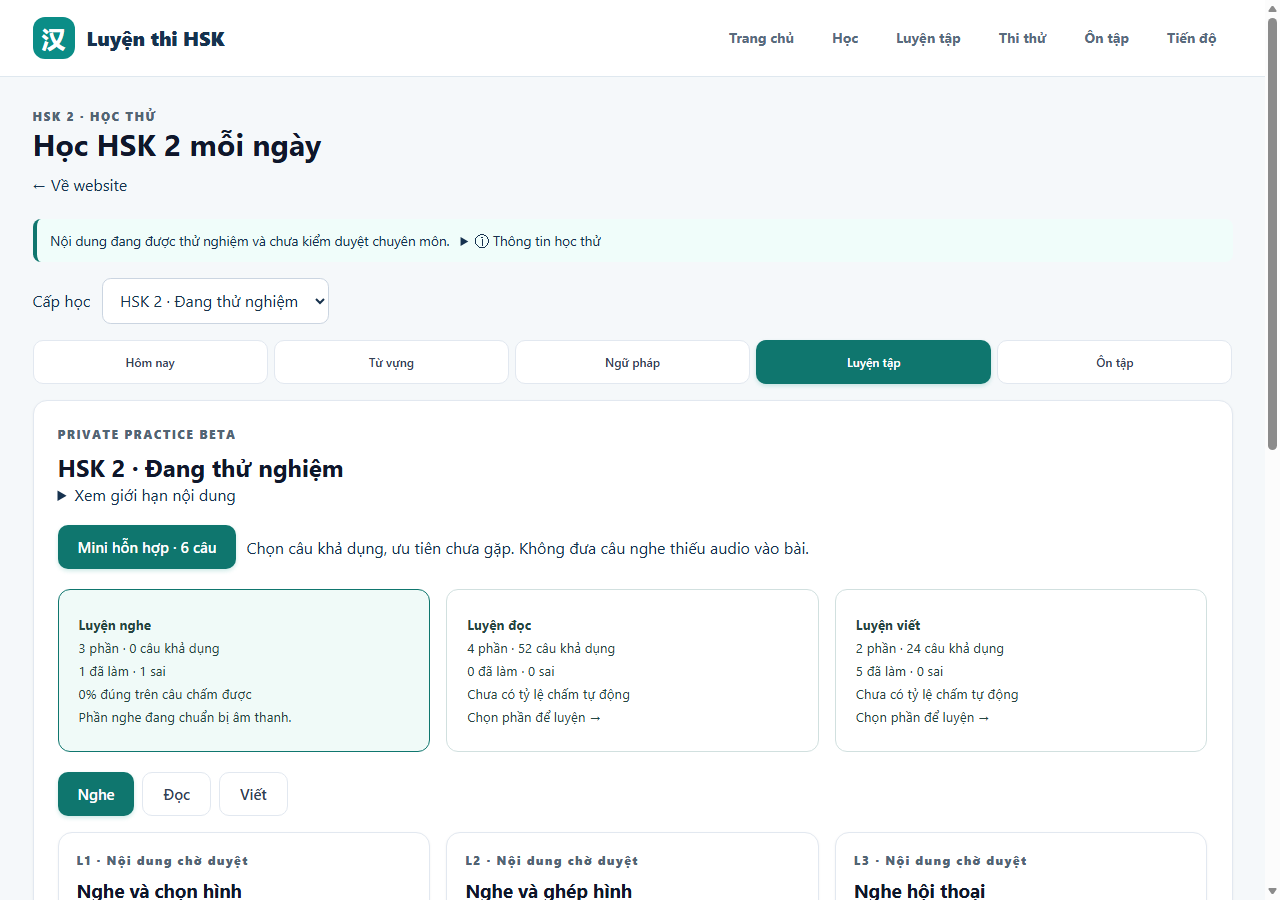 汉 Luyện thi HSK
Trang chủ Học Luyện tập Thi thử Ôn tập Tiến độ
HSK 2 · HỌC THỬ
Học HSK 2 mỗi ngày
← Về website
Nội dung đang được thử nghiệm và chưa kiểm duyệt chuyên môn. ▶ ⓘ Thông tin học thử
Cấp học HSK 2 · Đang thử nghiệm
Hôm nay Từ vựng Ngữ pháp Luyện tập Ôn tập
PRIVATE PRACTICE BETA
HSK 2 · Đang thử nghiệm
▶ Xem giới hạn nội dung
Mini hỗn hợp · 6 câu Chọn câu khả dụng, ưu tiên chưa gặp. Không đưa câu nghe thiếu audio vào bài.
Luyện nghe
3 phần · 0 câu khả dụng
1 đã làm · 1 sai
0% đúng trên câu chấm được
Phần nghe đang chuẩn bị âm thanh.
Luyện đọc
4 phần · 52 câu khả dụng
0 đã làm · 0 sai
Chưa có tỷ lệ chấm tự động
Chọn phần để luyện →
Luyện viết
2 phần · 24 câu khả dụng
5 đã làm · 0 sai
Chưa có tỷ lệ chấm tự động
Chọn phần để luyện →
Nghe Đọc Viết
L1 · Nội dung chờ duyệt
Nghe và chọn hình
L2 · Nội dung chờ duyệt
Nghe và ghép hình
L3 · Nội dung chờ duyệt
Nghe hội thoại